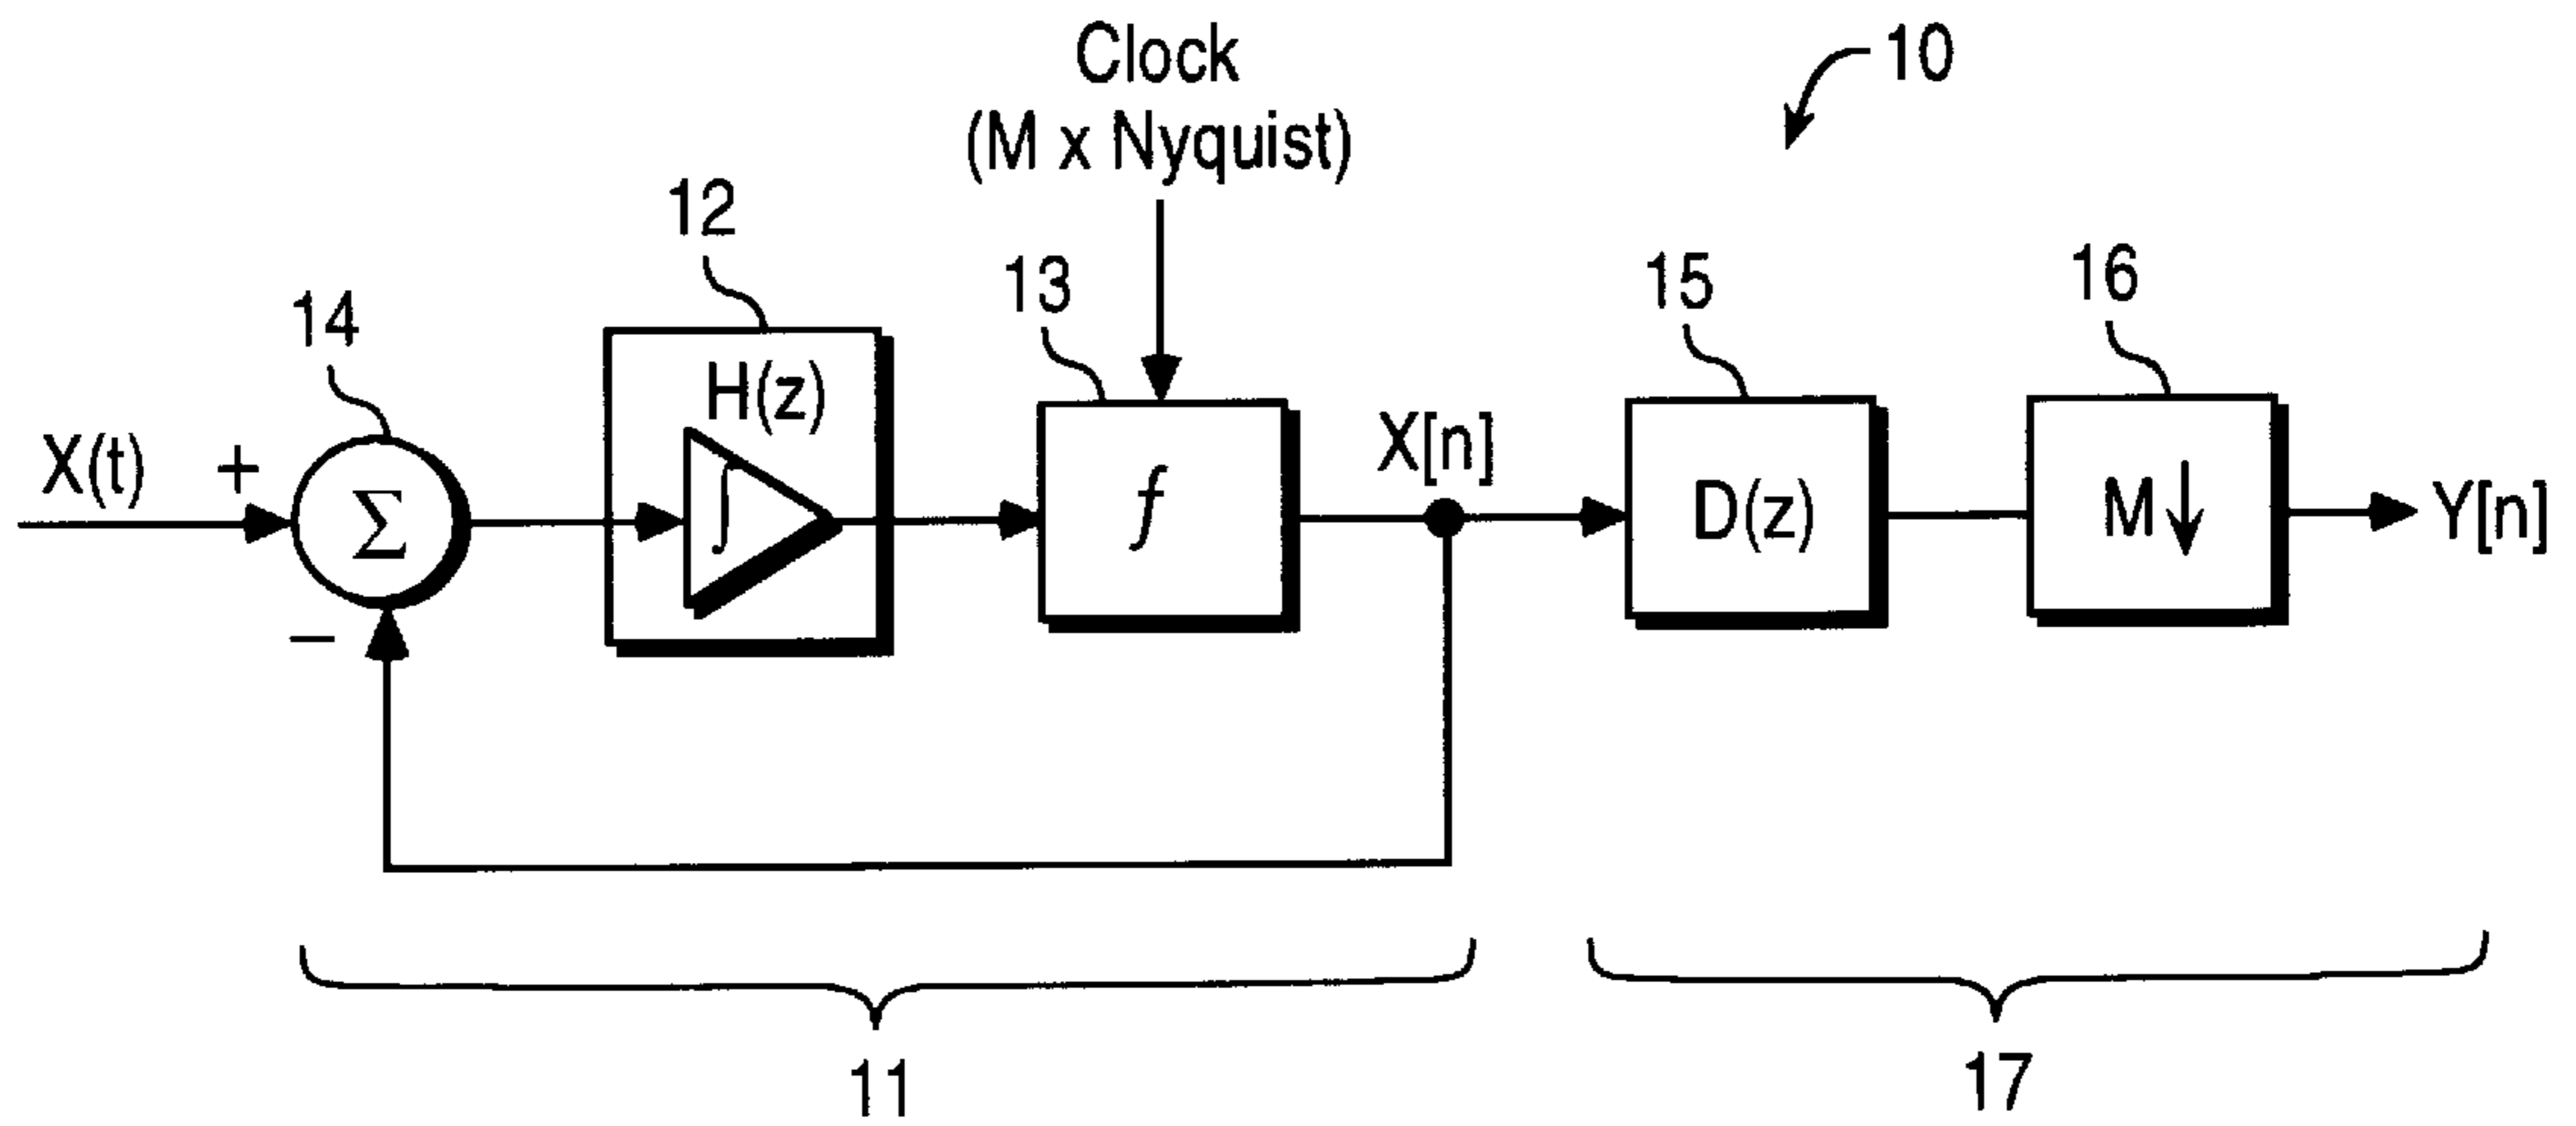 Clock
(M x Nyquist)
10
12
13
14
15
16
X(t)
+
Σ
−
H(z)
∫
f
X[n]
D(z)
M↓
Y[n]
11
17